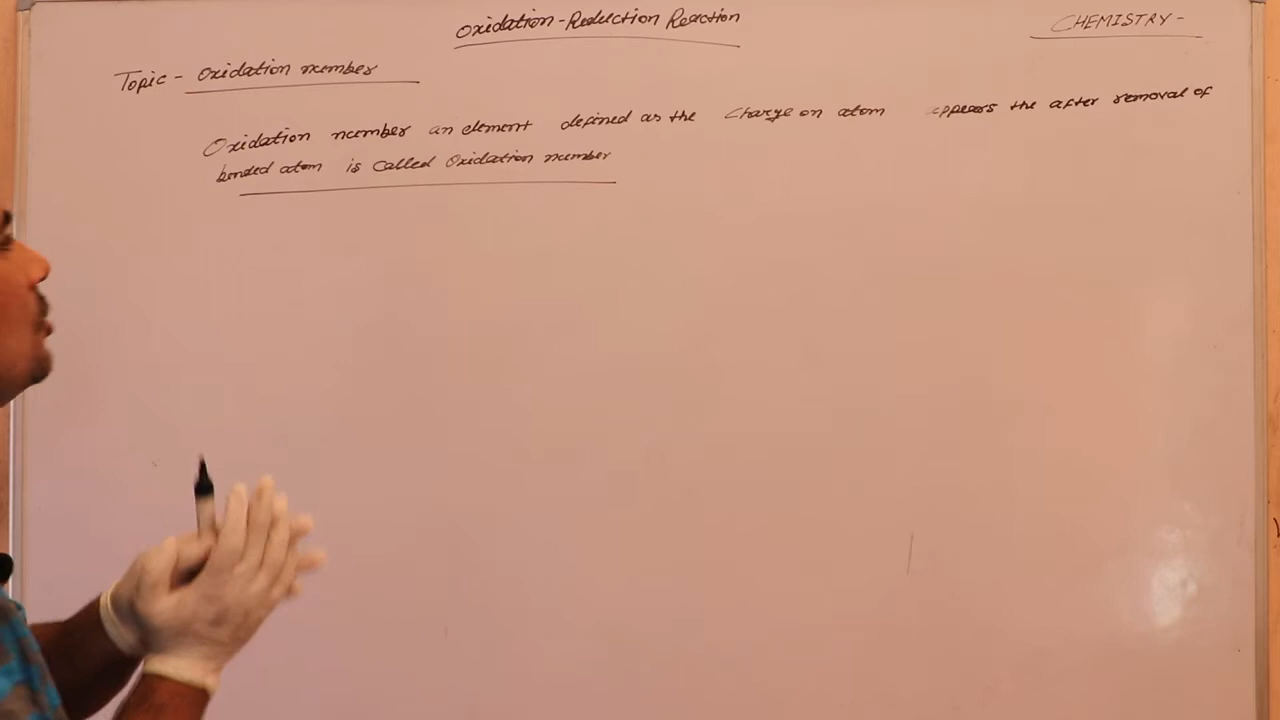 Oxidation-Reduction Reaction
CHEMISTRY-
Topic - Oxidation number
Oxidation number an element defined as the charge on atom appears the after removal of
bonded atom is called Oxidation number